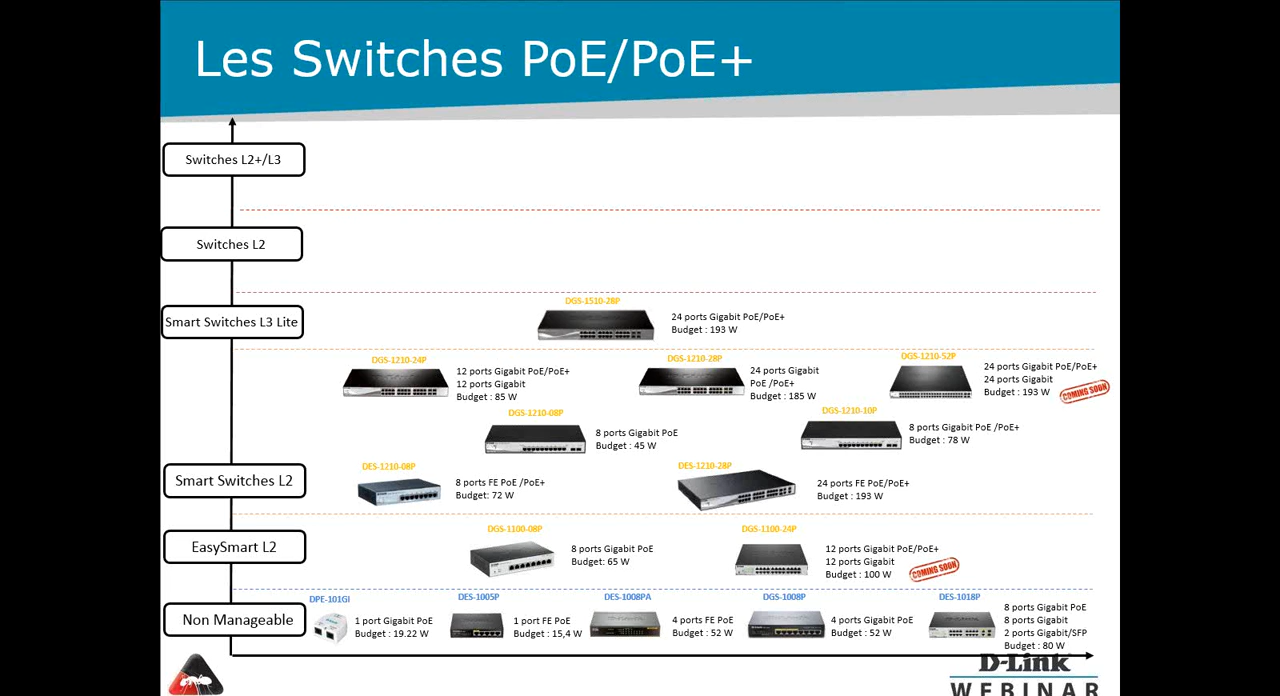 Les Switches PoE/PoE+
Switches L2+/L3
Switches L2
Smart Switches L3 Lite
DGS-1510-28P
24 ports Gigabit PoE/PoE+
Budget : 193 W
DGS-1210-24P
12 ports Gigabit PoE/PoE+
12 ports Gigabit
Budget : 85 W
DGS-1210-28P
24 ports Gigabit
PoE /PoE+
Budget : 185 W
DGS-1210-52P
24 ports Gigabit PoE/PoE+
24 ports Gigabit
Budget : 193 W
COMING SOON
DGS-1210-08P
8 ports Gigabit PoE
Budget : 45 W
DGS-1210-10P
8 ports Gigabit PoE /PoE+
Budget : 78 W
Smart Switches L2
DES-1210-08P
8 ports FE PoE /PoE+
Budget: 72 W
DES-1210-28P
24 ports FE PoE/PoE+
Budget : 193 W
EasySmart L2
DGS-1100-08P
8 ports Gigabit PoE
Budget: 65 W
DGS-1100-24P
12 ports Gigabit PoE/PoE+
12 ports Gigabit
Budget : 100 W
COMING SOON
Non Manageable
DPE-101GI
1 port Gigabit PoE
Budget : 19.22 W
DES-1005P
1 port FE PoE
Budget : 15,4 W
DES-1008PA
4 ports FE PoE
Budget : 52 W
DGS-1008P
4 ports Gigabit PoE
Budget : 52 W
DES-1018P
8 ports Gigabit PoE
8 ports Gigabit
2 ports Gigabit/SFP
Budget : 80 W
D-Link
WEBINAR